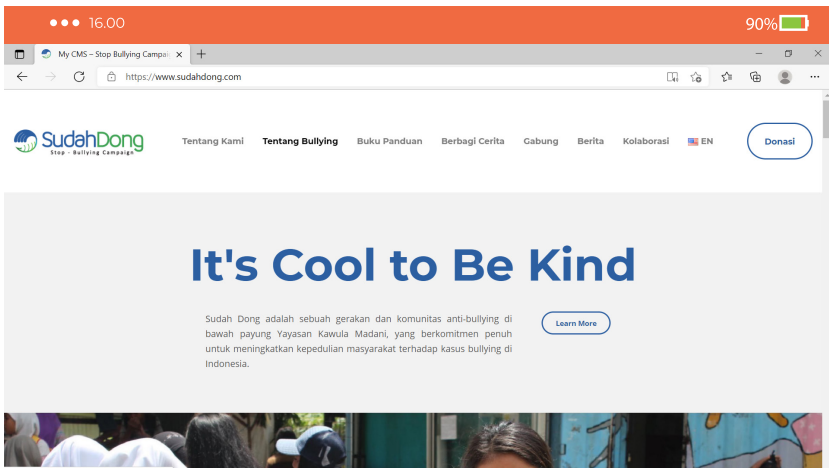 16.00
90%
My CMS – Stop Bullying Campai
https://www.sudahdong.com
SudahDong
Stop - Bullying Campaign
Tentang Kami Tentang Bullying Buku Panduan Berbagi Cerita Gabung Berita Kolaborasi EN Donasi
It's Cool to Be Kind
Sudah Dong adalah sebuah gerakan dan komunitas anti-bullying di
bawah payung Yayasan Kawula Madani, yang berkomitmen penuh
untuk meningkatkan kepedulian masyarakat terhadap kasus bullying di
Indonesia.
Learn More